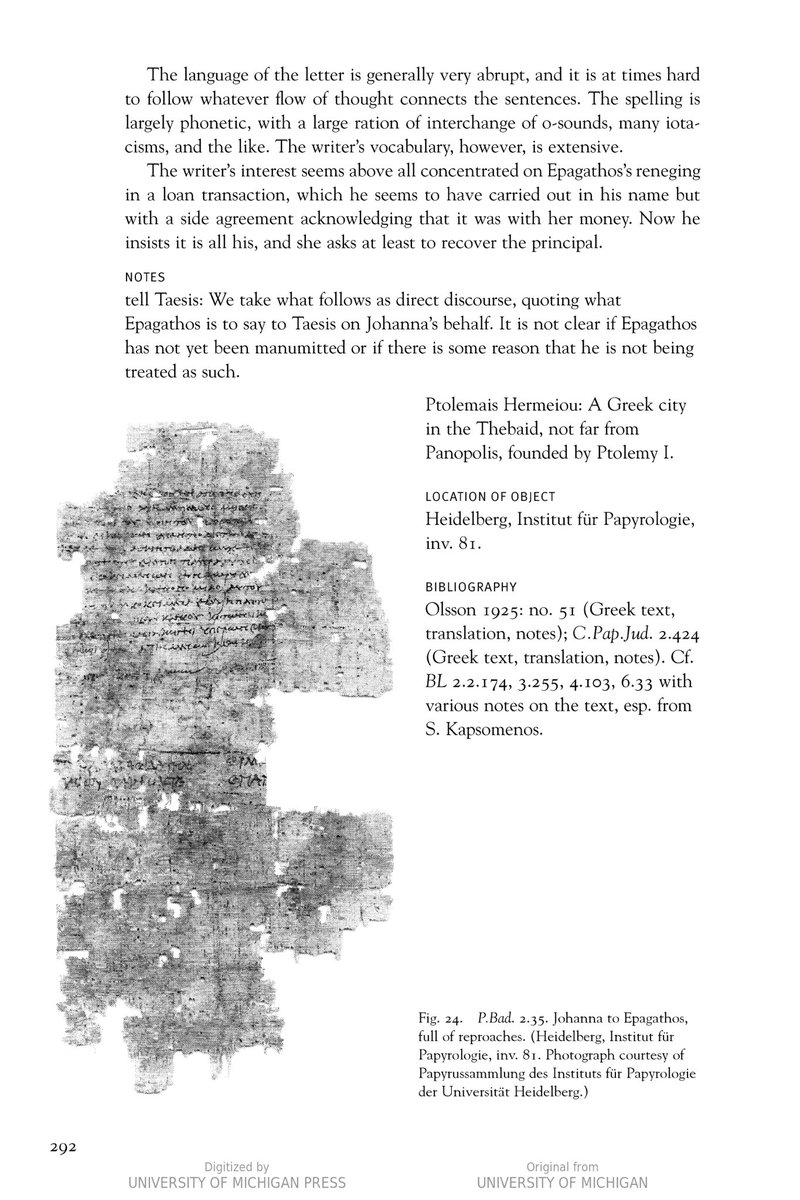 The language of the letter is generally very abrupt, and it is at times hard
to follow whatever flow of thought connects the sentences. The spelling is
largely phonetic, with a large ration of interchange of o-sounds, many iota-
cisms, and the like. The writer's vocabulary, however, is extensive.
The writer's interest seems above all concentrated on Epagathos's reneging
in a loan transaction, which he seems to have carried out in his name but
with a side agreement acknowledging that it was with her money. Now he
insists it is all his, and she asks at least to recover the principal.
NOTES
tell Taesis: We take what follows as direct discourse, quoting what
Epagathos is to say to Taesis on Johanna's behalf. It is not clear if Epagathos
has not yet been manumitted or if there is some reason that he is not being
treated as such.
Ptolemais Hermeiou: A Greek city
in the Thebaid, not far from
Panopolis, founded by Ptolemy I.
LOCATION OF OBJECT
Heidelberg, Institut für Papyrologie,
inv. 81.
BIBLIOGRAPHY
Olsson 1925: no. 51 (Greek text,
translation, notes); C.Pap.Jud. 2.424
(Greek text, translation, notes). Cf.
BL 2.2.174, 3.255, 4.103, 6.33 with
various notes on the text, esp. from
S. Kapsomenos.
Fig. 24. P.Bad. 2.35. Johanna to Epagathos,
full of reproaches. (Heidelberg, Institut für
Papyrologie, inv. 81. Photograph courtesy of
Papyrussammlung des Instituts für Papyrologie
der Universität Heidelberg.)
292
Digitized by
UNIVERSITY OF MICHIGAN PRESS
Original from
UNIVERSITY OF MICHIGAN